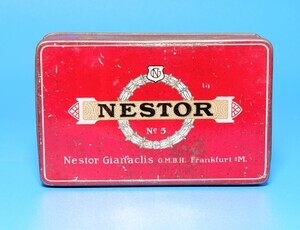 N
NESTOR
No 5
Nestor Gianaclis G.M.B.H. Frankfurt a/M.